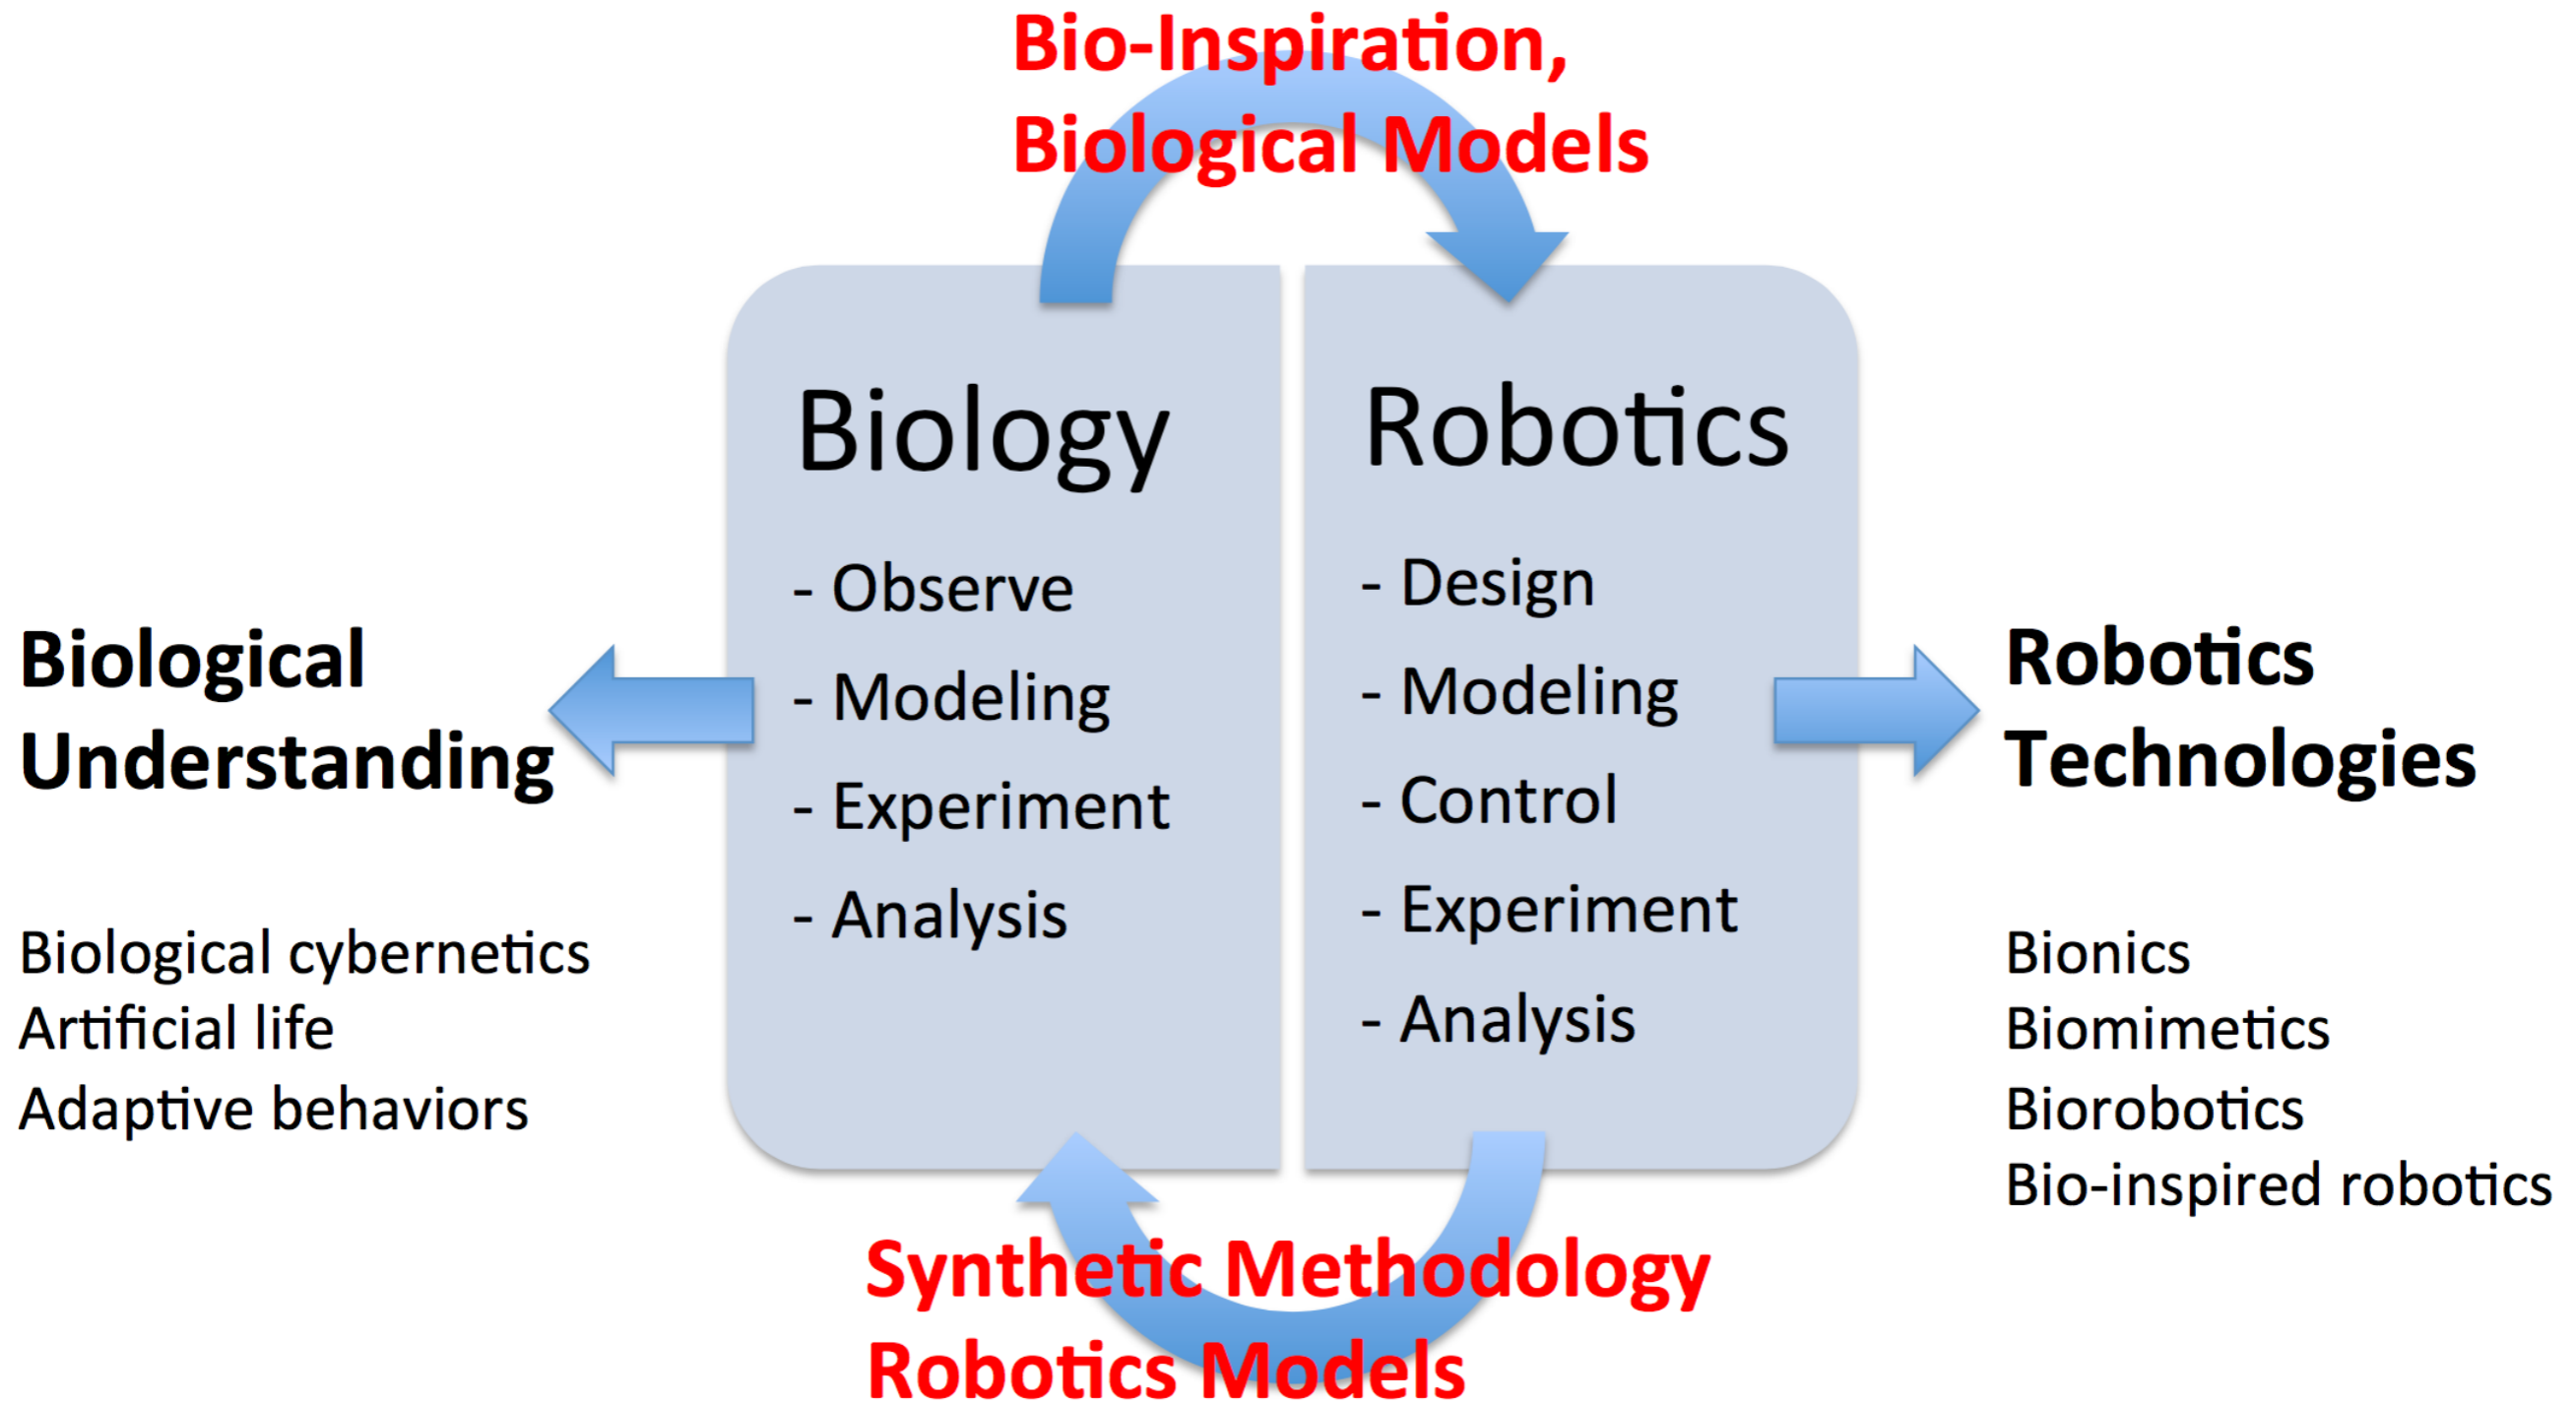 Bio-Inspiration,
Biological Models
Biology
- Observe
- Modeling
- Experiment
- Analysis
Robotics
- Design
- Modeling
- Control
- Experiment
- Analysis
Biological
Understanding
Biological cybernetics
Artificial life
Adaptive behaviors
Robotics
Technologies
Bionics
Biomimetics
Biorobotics
Bio-inspired robotics
Synthetic Methodology
Robotics Models